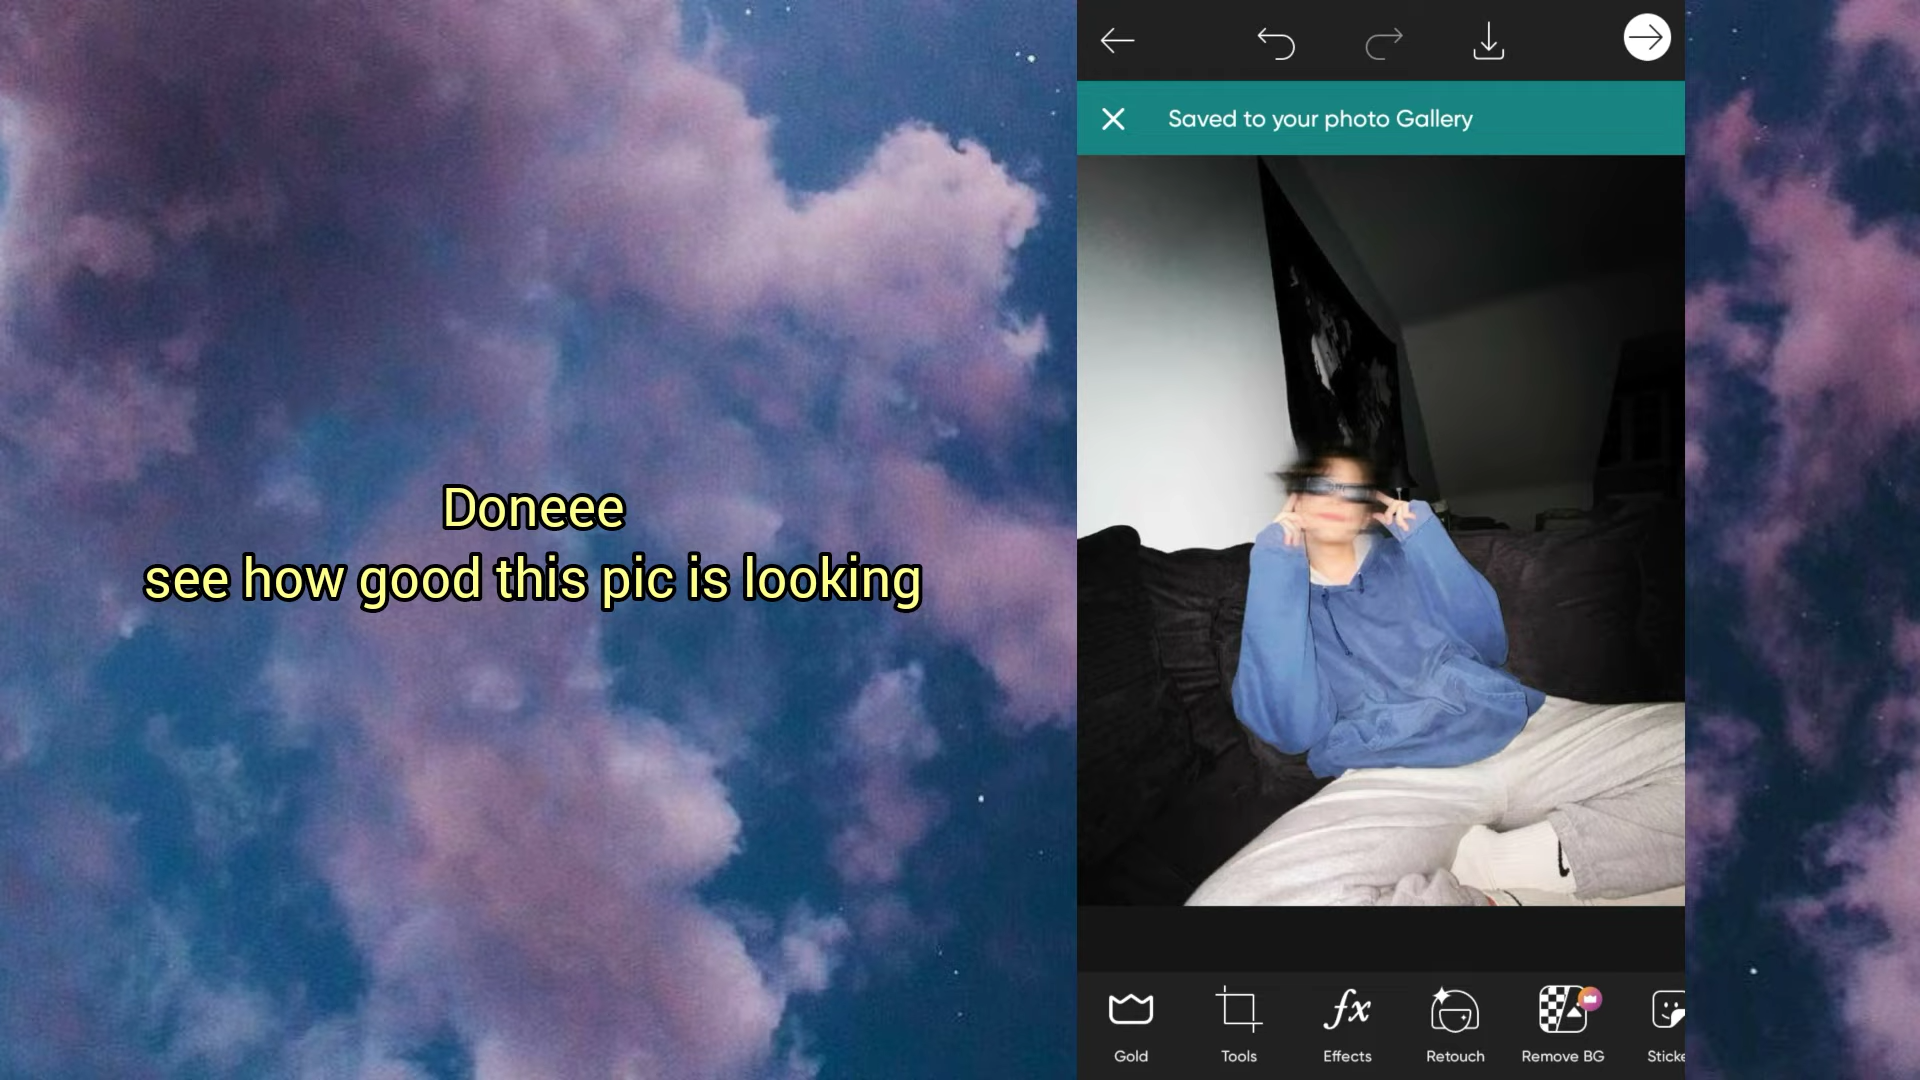 Saved to your photo Gallery
Doneee
see how good this pic is looking
Gold
Tools
fx
Effects
Retouch
Remove BG
Sticke